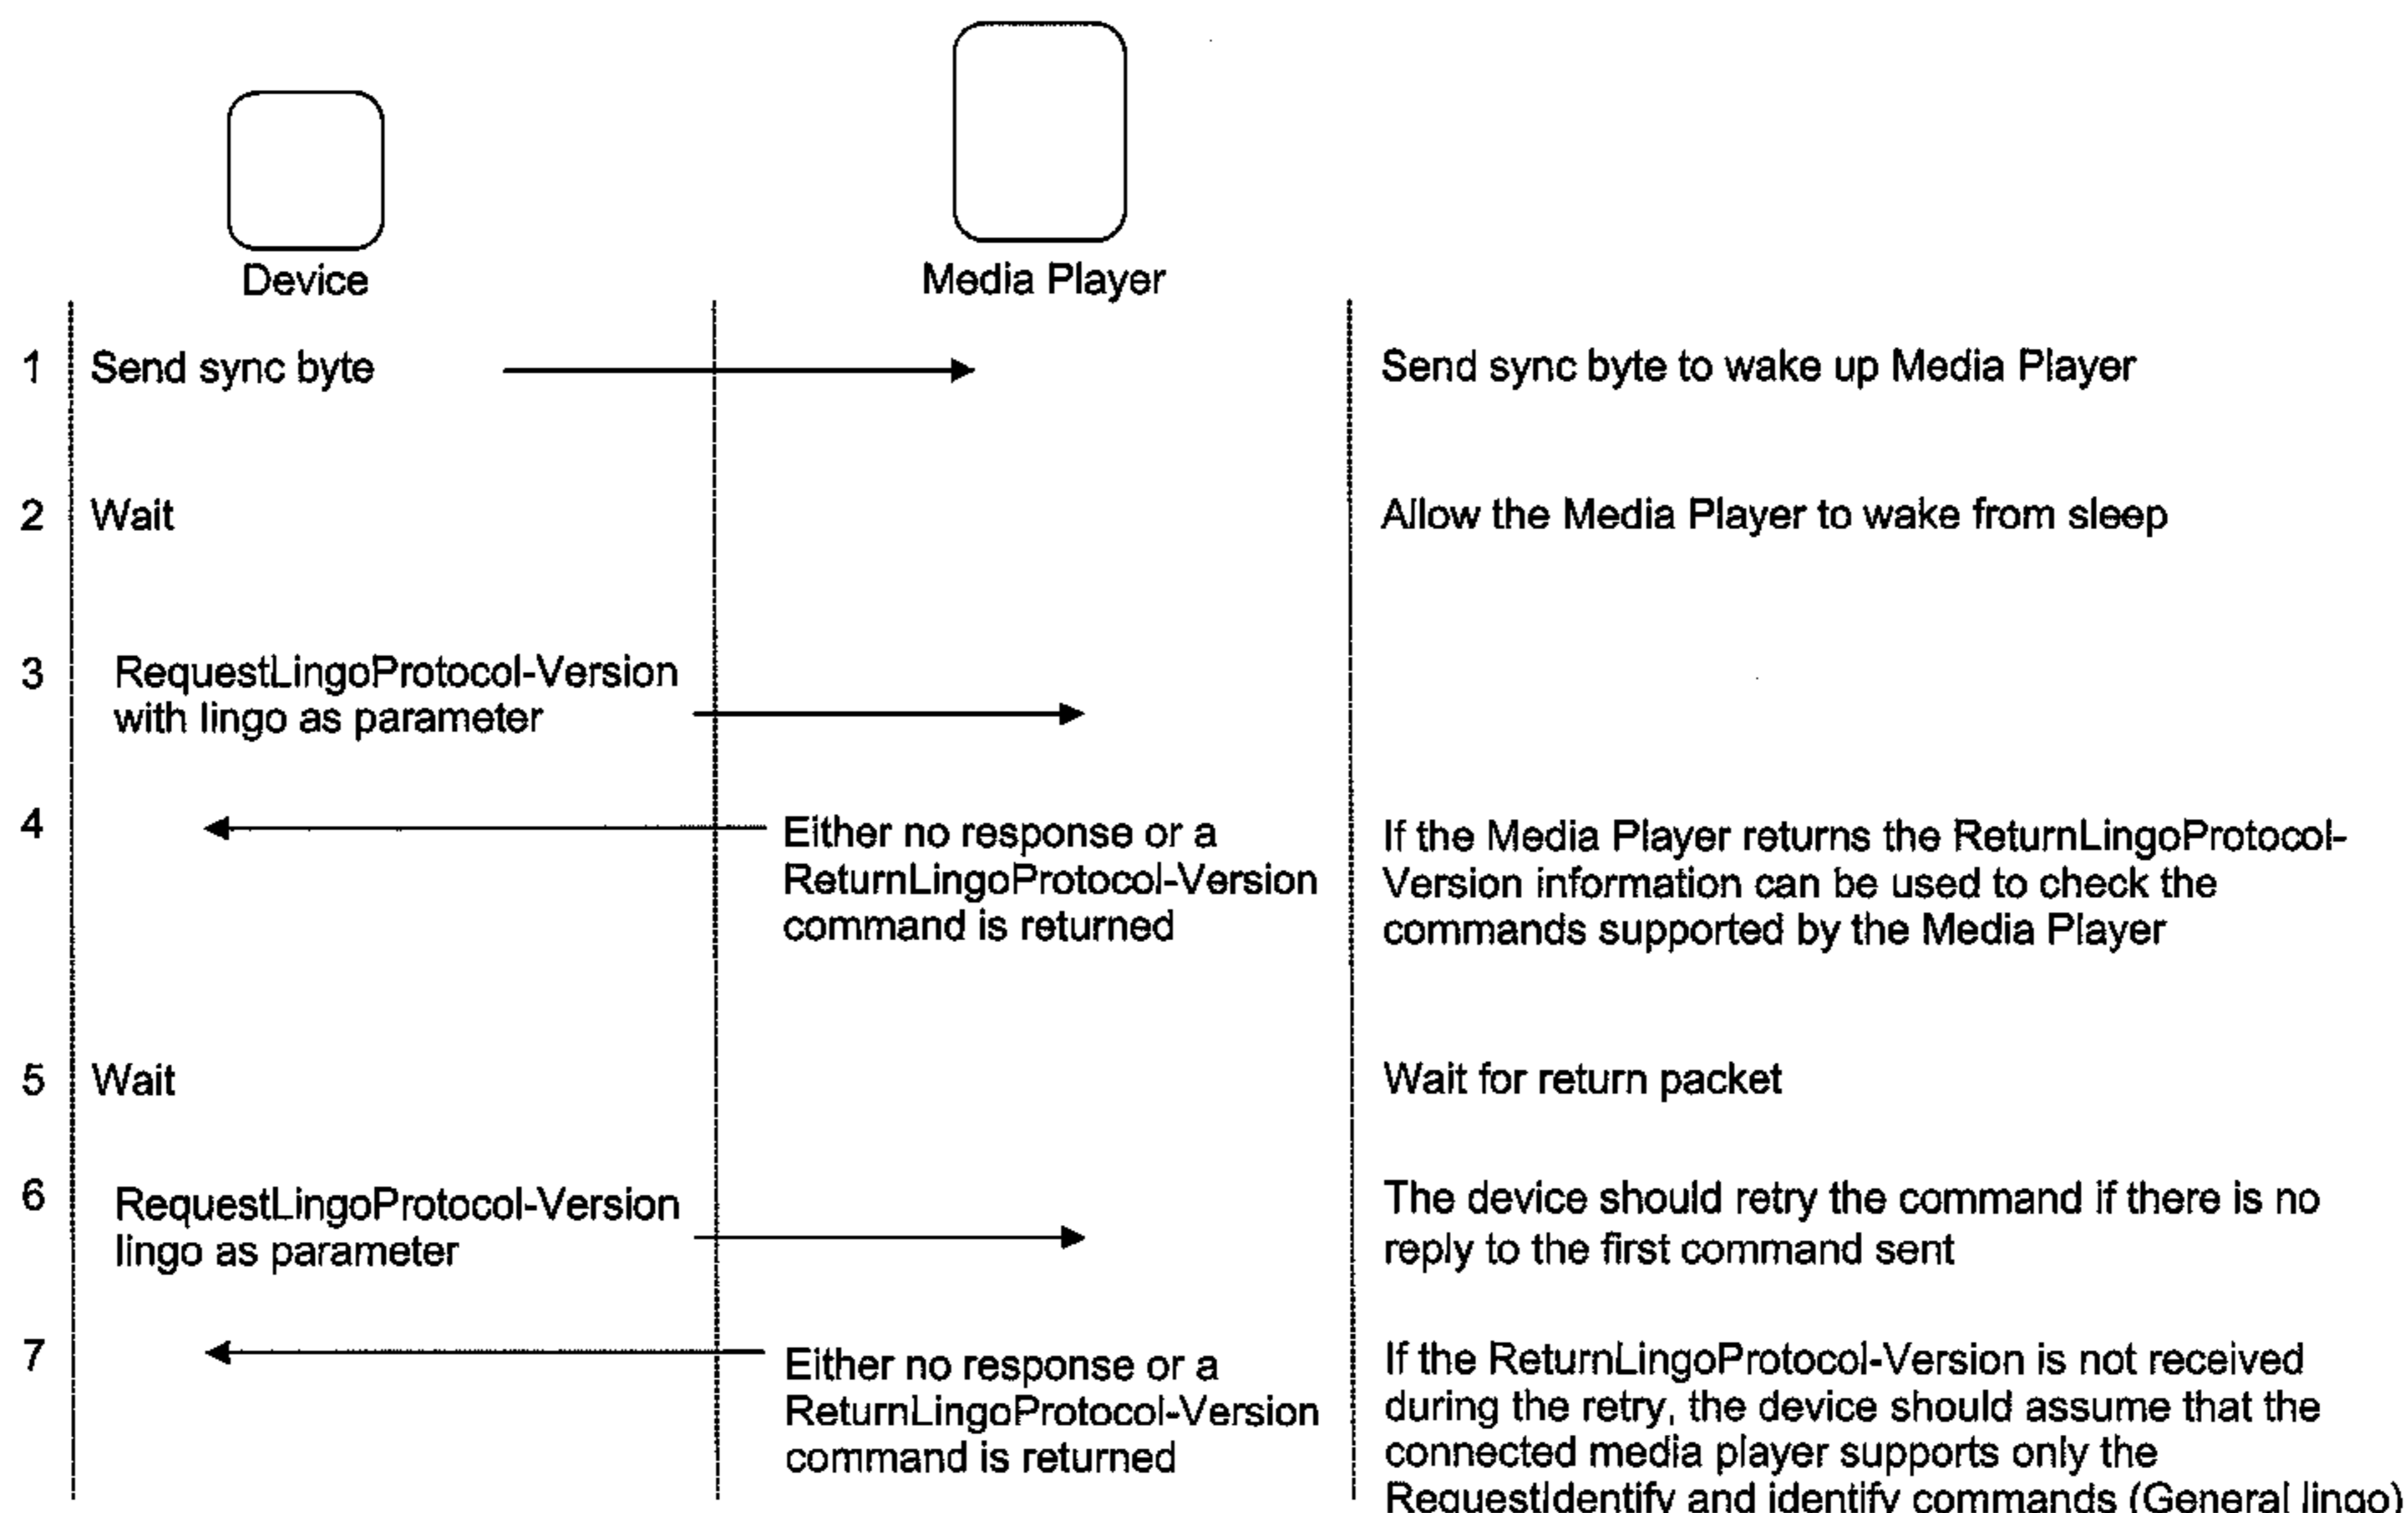 Device
Media Player
1
Send sync byte
Send sync byte to wake up Media Player
2
Wait
Allow the Media Player to wake from sleep
3
RequestLingoProtocol-Version
with lingo as parameter
4
Either no response or a
ReturnLingoProtocol-Version
command is returned
If the Media Player returns the ReturnLingoProtocol-
Version information can be used to check the
commands supported by the Media Player
5
Wait
Wait for return packet
6
RequestLingoProtocol-Version
lingo as parameter
The device should retry the command if there is no
reply to the first command sent
7
Either no response or a
ReturnLingoProtocol-Version
command is returned
If the ReturnLingoProtocol-Version is not received
during the retry, the device should assume that the
connected media player supports only the
RequestIdentify and identify commands (General lingo)